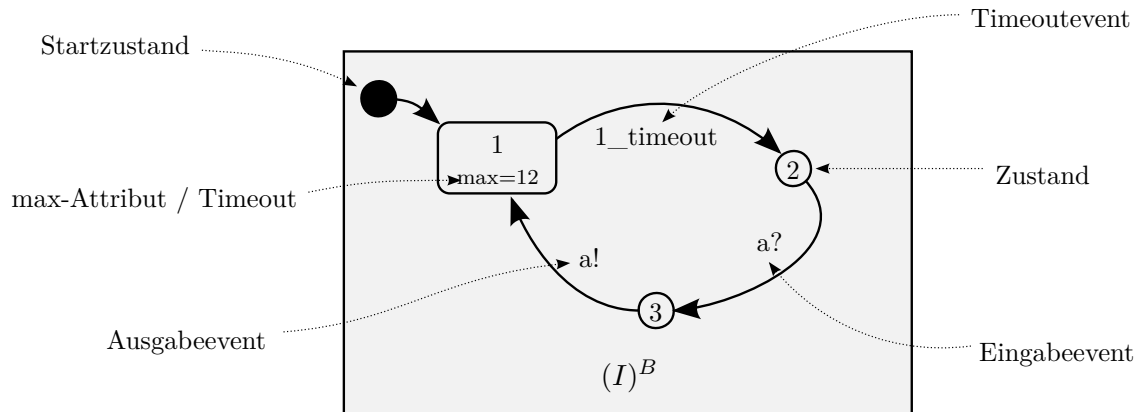 Timeoutevent
Startzustand
1_timeout
1
max=12
2
Zustand
max-Attribut / Timeout
a?
a!
3
Ausgabeevent
Eingabeevent
(I)^B